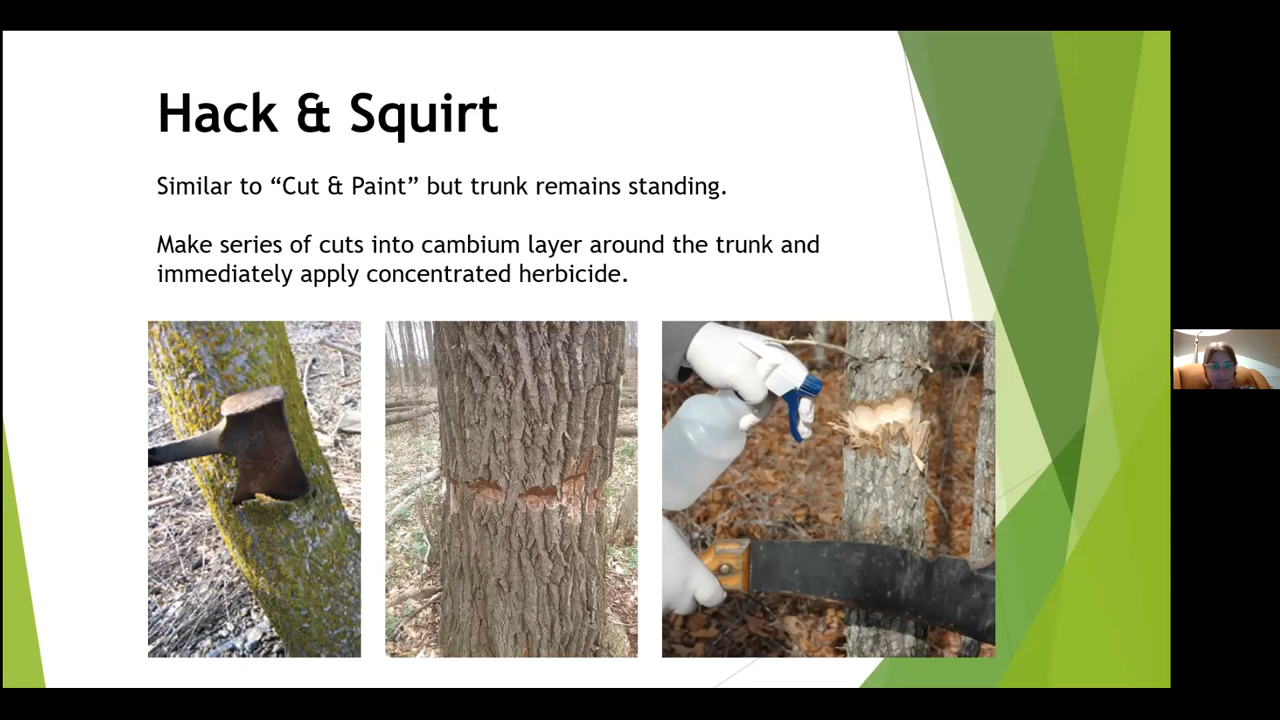 Hack & Squirt
Similar to “Cut & Paint” but trunk remains standing.
Make series of cuts into cambium layer around the trunk and
immediately apply concentrated herbicide.